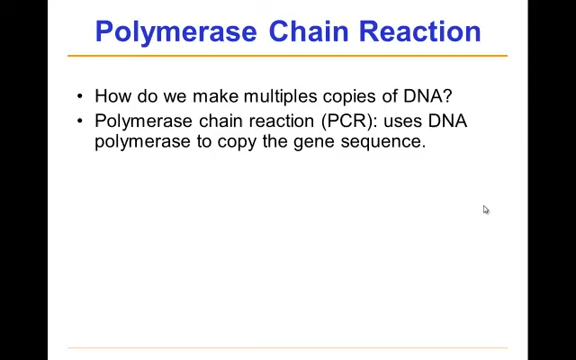 Polymerase Chain Reaction
• How do we make multiples copies of DNA?
• Polymerase chain reaction (PCR): uses DNA
polymerase to copy the gene sequence.